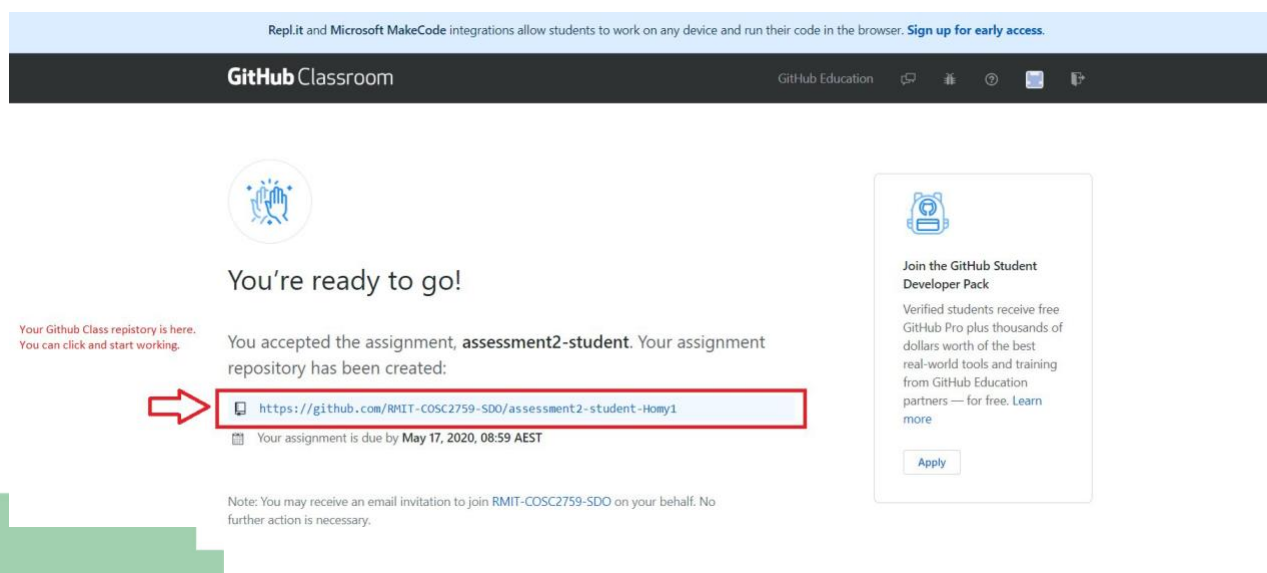 Repl.it and Microsoft MakeCode integrations allow students to work on any device and run their code in the browser. Sign up for early access.
GitHub Classroom
GitHub Education
You're ready to go!
Your Github Class repistory is here.
You can click and start working.
You accepted the assignment, assessment2-student. Your assignment
repository has been created:
https://github.com/RMIT-COSC2759-SDO/assessment2-student-Homy1
Your assignment is due by May 17, 2020, 08:59 AEST
Note: You may receive an email invitation to join RMIT-COSC2759-SDO on your behalf. No
further action is necessary.
Join the GitHub Student
Developer Pack
Verified students receive free
GitHub Pro plus thousands of
dollars worth of the best
real-world tools and training
from GitHub Education
partners — for free. Learn
more
Apply